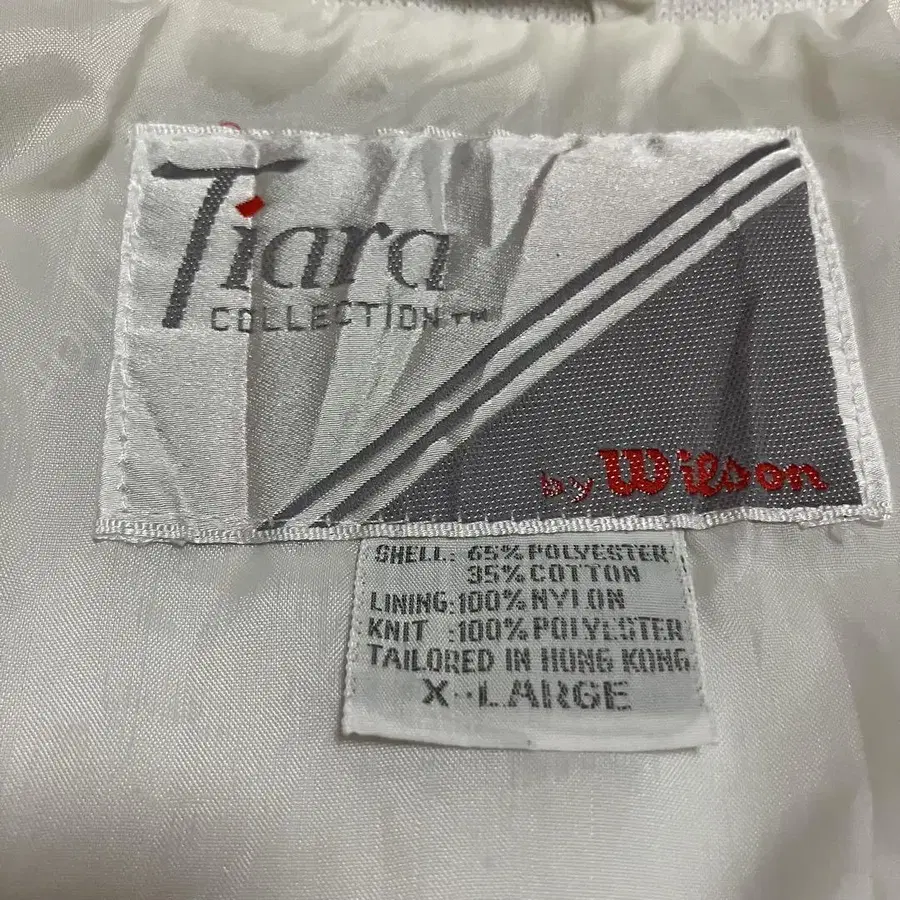 Tiara
COLLECTION™
by Wilson
SHELL: 65% POLYESTER
35% COTTON
LINING: 100% NYLON
KNIT : 100% POLYESTER
TAILORED IN HONG KONG
X-LARGE